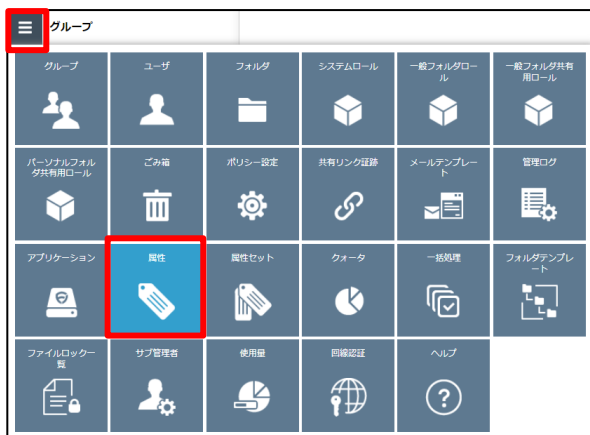 グループ
グループ
ユーザ
フォルダ
システムロール
一般フォルダロー
ル
一般フォルダ共有
用ロール
パーソナルフォル
ダ共有用ロール
ごみ箱
ポリシー設定
共有リンク証跡
メールテンプレー
ト
管理ログ
アプリケーション
属性
属性セット
クォータ
一括処理
フォルダテンプレ
ート
ファイルロック一
覧
サブ管理者
使用量
回線認証
ヘルプ